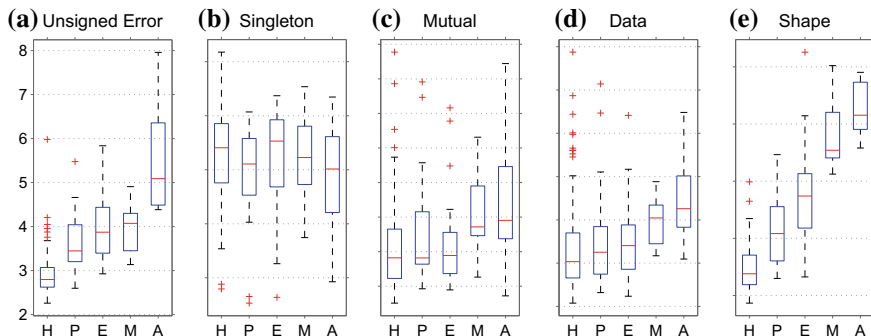 (a) Unsigned Error
(b) Singleton
(c) Mutual
(d) Data
(e) Shape
8
7
6
5
4
3
2
H P E M A
H P E M A
H P E M A
H P E M A
H P E M A